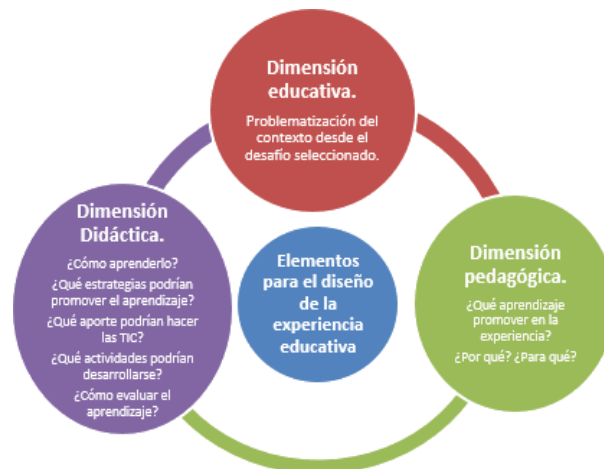 Dimensión
educativa.
Problematización del
contexto desde el
desafío seleccionado.
Dimensión
Didáctica.
¿Cómo aprenderlo?
¿Qué estrategias podrían
promover el aprendizaje?
¿Qué aporte podrían hacer
las TIC?
¿Qué actividades podrían
desarrollarse?
¿Cómo evaluar el
aprendizaje?
Elementos
para el diseño
de la
experiencia
educativa
Dimensión
pedagógica.
¿Qué aprendizaje
promover en la
experiencia?
¿Por qué? ¿Para qué?